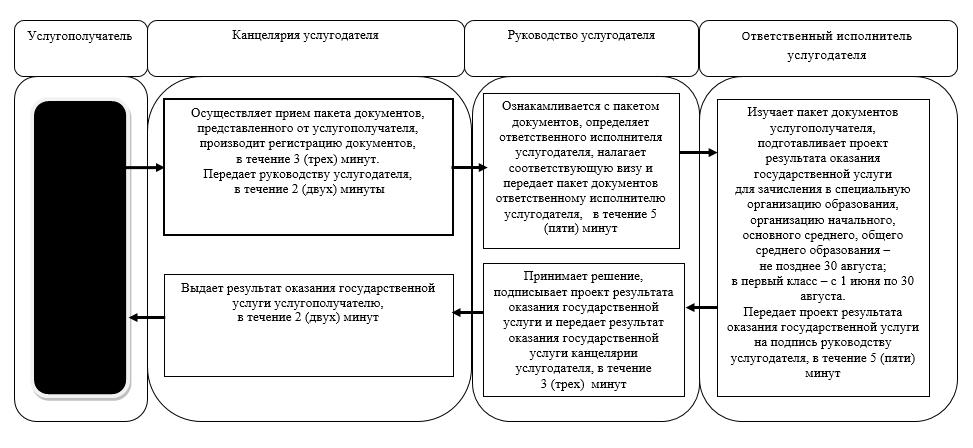 Услугополучатель
Канцелярия услугодателя
Руководство услугодателя
Ответственный исполнитель
услугодателя
Осуществляет прием пакета документов,
представленного от услугополучателя,
производит регистрацию документов,
в течение 3 (трех) минут.
Передает руководству услугодателя,
в течение 2 (двух) минуты
Ознакамливается с пакетом
документов, определяет
ответственного исполнителя
услугодателя, налагает
соответствующую визу и
передает пакет документов
ответственному исполнителю
услугодателя, в течение 5
(пяти) минут
Изучает пакет документов
услугополучателя,
подготавливает проект
результата оказания
государственной услуги
для зачисления в специальную
организацию образования,
организацию начального,
основного среднего, общего
среднего образования –
не позднее 30 августа;
в первый класс – с 1 июня по 30
августа.
Передает проект результата
оказания государственной услуги
на подпись руководству
услугодателя, в течение 5 (пяти)
минут
Принимает решение,
подписывает проект результата
оказания государственной
услуги и передает результат
оказания государственной
услуги канцелярии
услугодателя, в течение
3 (трех) минут
Выдает результат оказания государственной
услуги услугополучателю,
в течение 2 (двух) минут